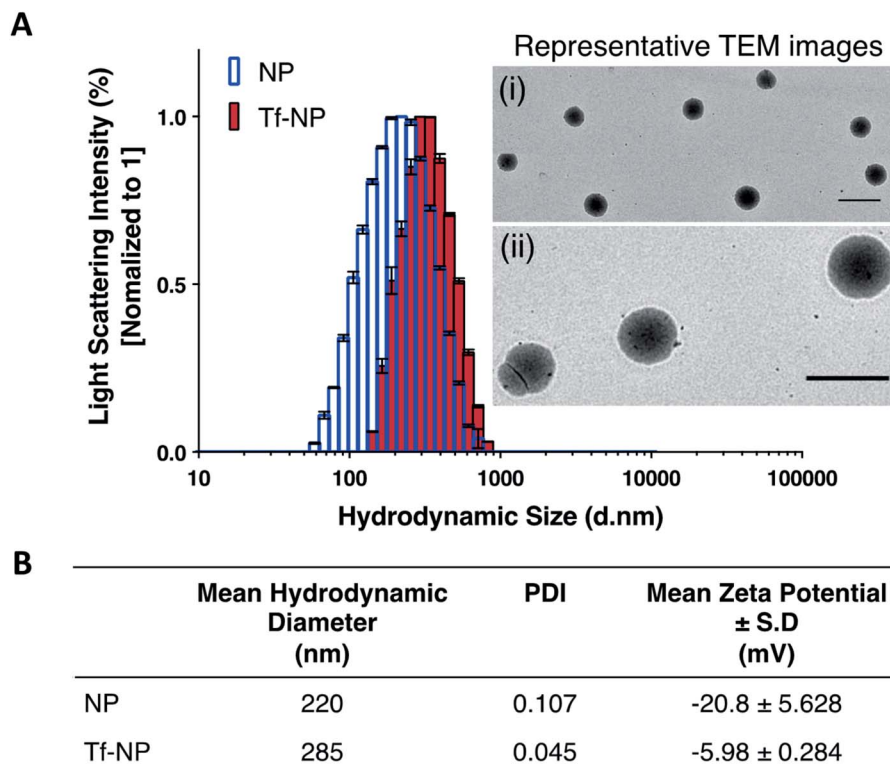 A
Representative TEM images
NP
Tf-NP
(i)
(ii)
Light Scattering Intensity (%)
[Nomalized to 1]
1.0
0.5
0.0
10 100 1000 10000 100000
Hydrodynamic Size (d.nm)
B
Mean Hydrodynamic PDI Mean Zeta Potential
Diameter ± S.D
(nm) (mV)
NP 220 0.107 -20.8 ± 5.628
Tf-NP 285 0.045 -5.98 ± 0.284